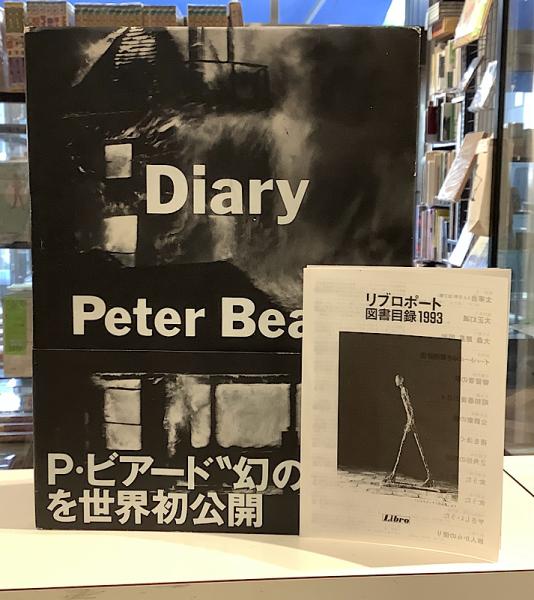 Diary
Peter Bea
P・ビアード〝幻の
を世界初公開
リブロポート
図書目録1993
Libro